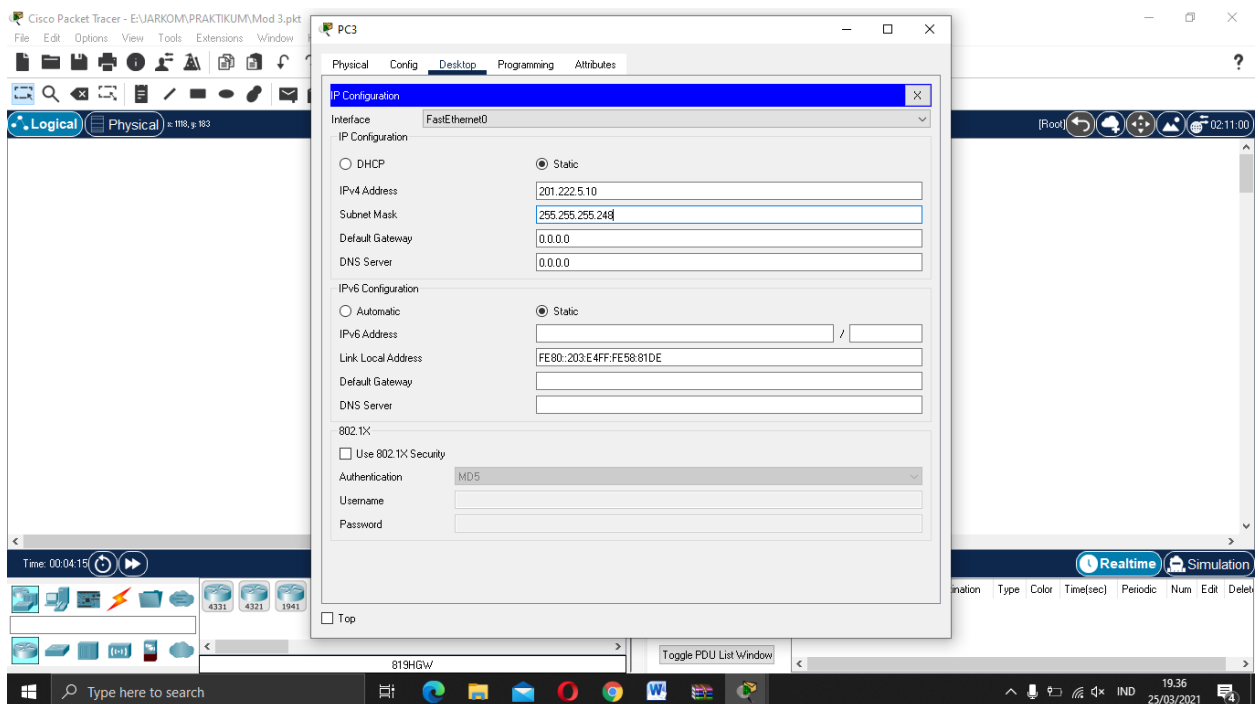 Cisco Packet Tracer - E:\JARKOM\PRAKTIKUM\Mod 3.pkt
File Edit Options View Tools Extensions Window
Logical Physical x: 1118, y: 183
[Root] 02:11:00
PC3
Physical Config Desktop Programming Attributes
IP Configuration X
Interface FastEthernet0
IP Configuration
DHCP Static
IPv4 Address 201.222.5.10
Subnet Mask 255.255.255.248
Default Gateway 0.0.0.0
DNS Server 0.0.0.0
IPv6 Configuration
Automatic Static
IPv6 Address /
Link Local Address FE80::203:E4FF:FE58:81DE
Default Gateway
DNS Server
802.1X
Use 802.1X Security
Authentication MD5
Username
Password
Top
Time: 00:04:15 Realtime Simulation
4331 4321 1941
Type Color Time(sec) Periodic Num Edit
819HGW
Toggle PDU List Window
Type here to search
W
IND
19.36
25/03/2021
4